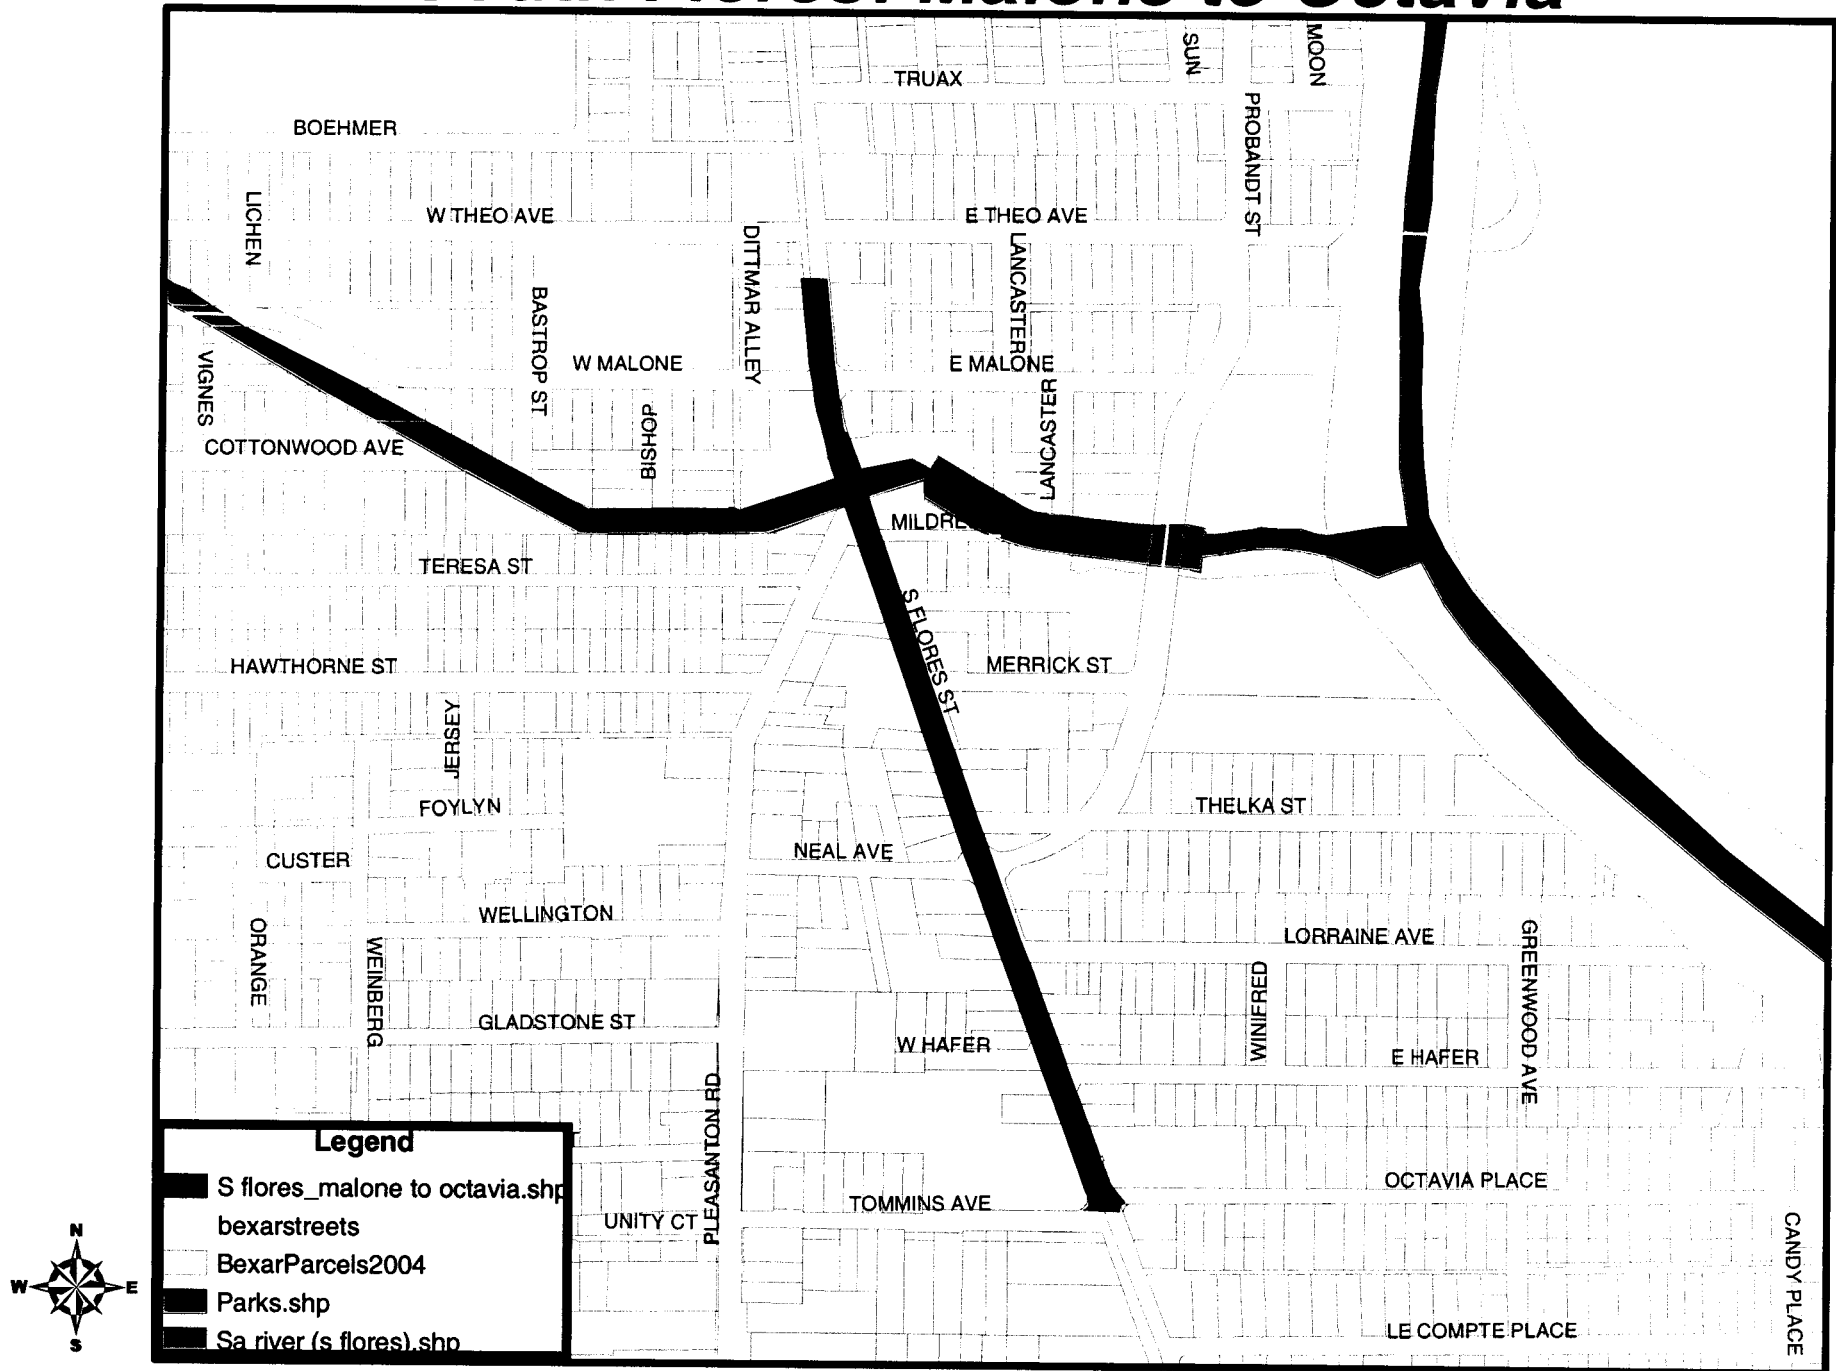 Malone to Octavia
SUN
MOON
TRUAX
PROBANDT ST
BOEHMER
LICHEN
W THEO AVE
E THEO AVE
DITTMAR ALLEY
LANCASTER
BASTROP ST
VIGNES
W MALONE
E MALONE
LANCASTER
BISHOP
COTTONWOOD AVE
MILDRE
TERESA ST
S FLORES ST
HAWTHORNE ST
MERRICK ST
JERSEY
FOYLYN
THELKA ST
CUSTER
NEAL AVE
WELLINGTON
ORANGE
WEINBERG
LORRAINE AVE
GREENWOOD AVE
WINIFRED
GLADSTONE ST
W HAFER
E HAFER
PLEASANTON RD
Legend
S flores_malone to octavia.shp
bexarstreets
BexarParcels2004
Parks.shp
Sa river (s flores).shp
OCTAVIA PLACE
TOMMINS AVE
UNITY CT
CANDY PLACE
LE COMPTE PLACE
N
W
E
S